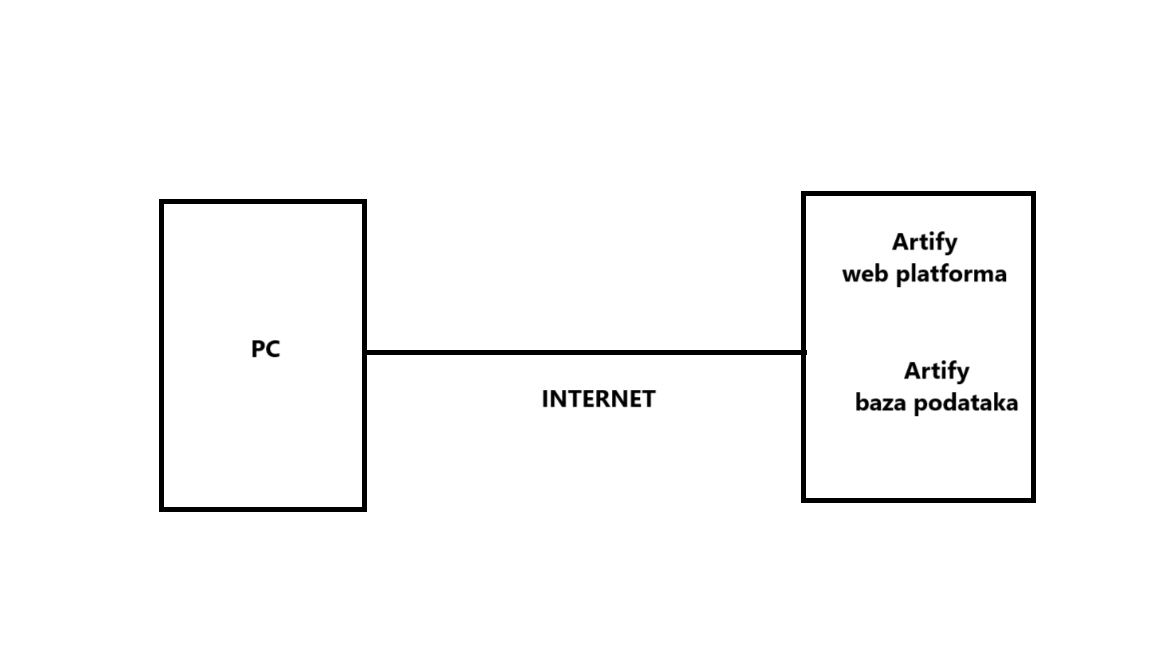 PC
INTERNET
Artify
web platforma
Artify
baza podataka